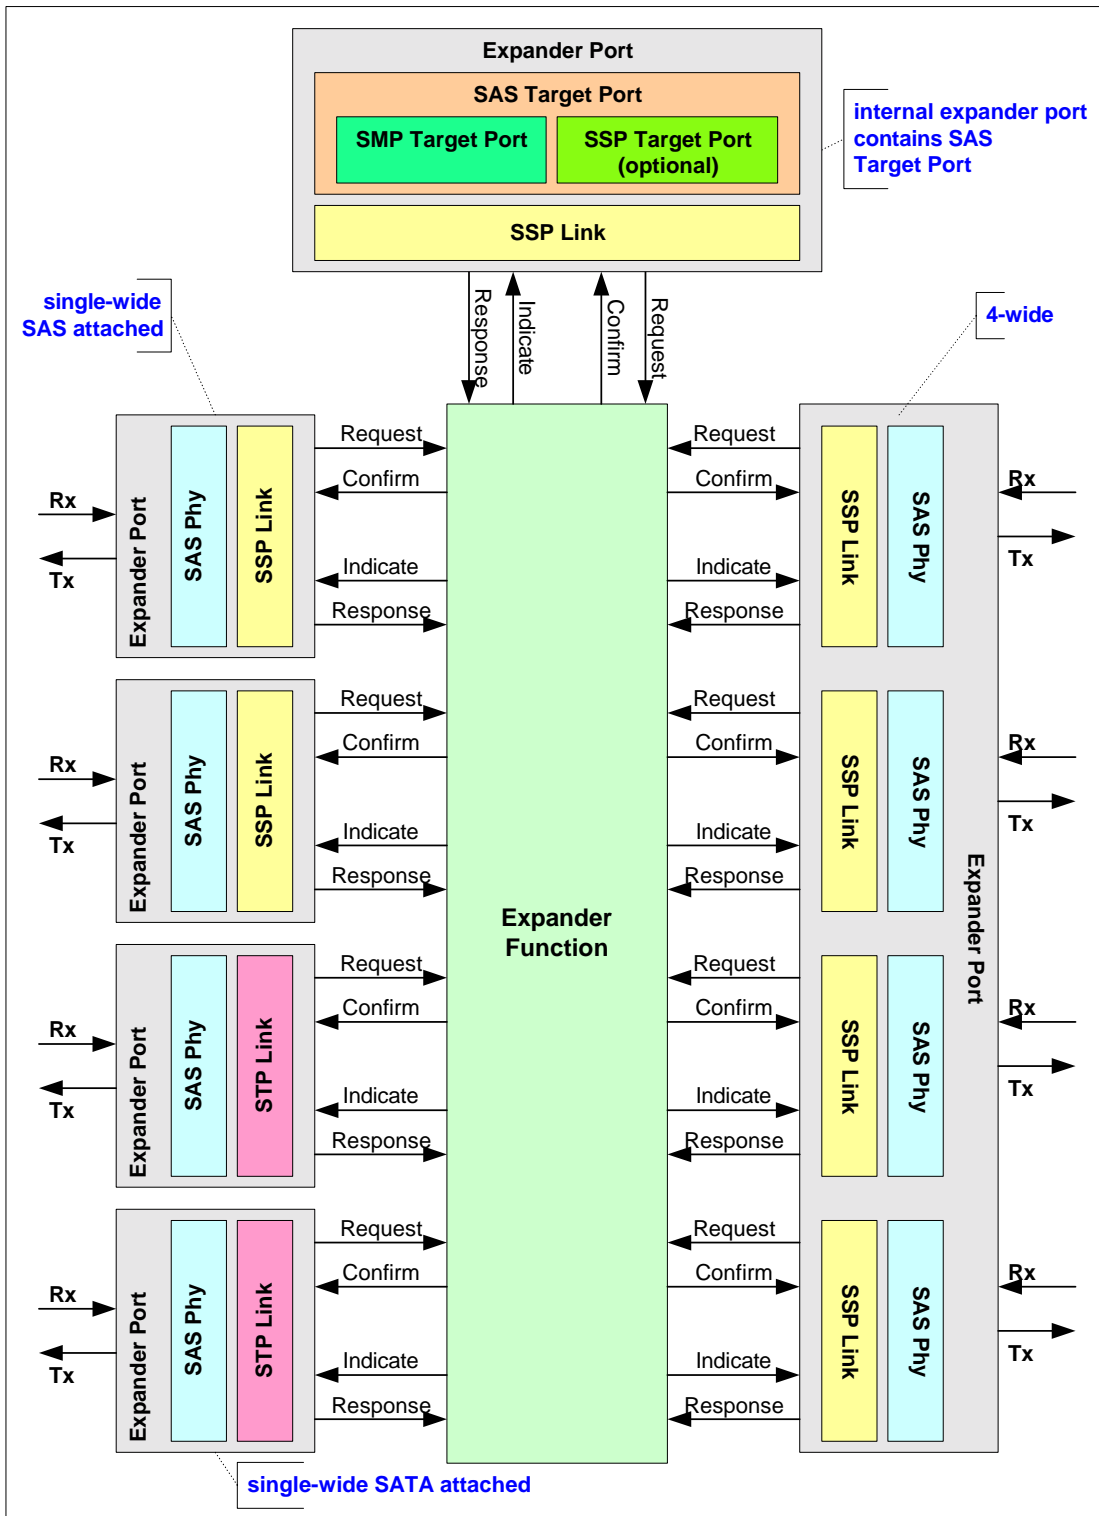 Expander Port
SAS Target Port
SMP Target Port
SSP Target Port
(optional)
SSP Link
internal expander port
contains SAS
Target Port
single-wide
SAS attached
4-wide
Response
Indicate
Confirm
Request
Expander Function
Rx
Tx
Expander Port
SAS Phy
SSP Link
Request
Confirm
Indicate
Response
Rx
Tx
Expander Port
SAS Phy
SSP Link
Request
Confirm
Indicate
Response
Rx
Tx
Expander Port
SAS Phy
STP Link
Request
Confirm
Indicate
Response
Rx
Tx
Expander Port
SAS Phy
STP Link
Request
Confirm
Indicate
Response
single-wide SATA attached
Request
Confirm
Indicate
Response
SSP Link
SAS Phy
Rx
Tx
Request
Confirm
Indicate
Response
SSP Link
SAS Phy
Rx
Tx
Expander Port
Request
Confirm
Indicate
Response
SSP Link
SAS Phy
Rx
Tx
Request
Confirm
Indicate
Response
SSP Link
SAS Phy
Rx
Tx